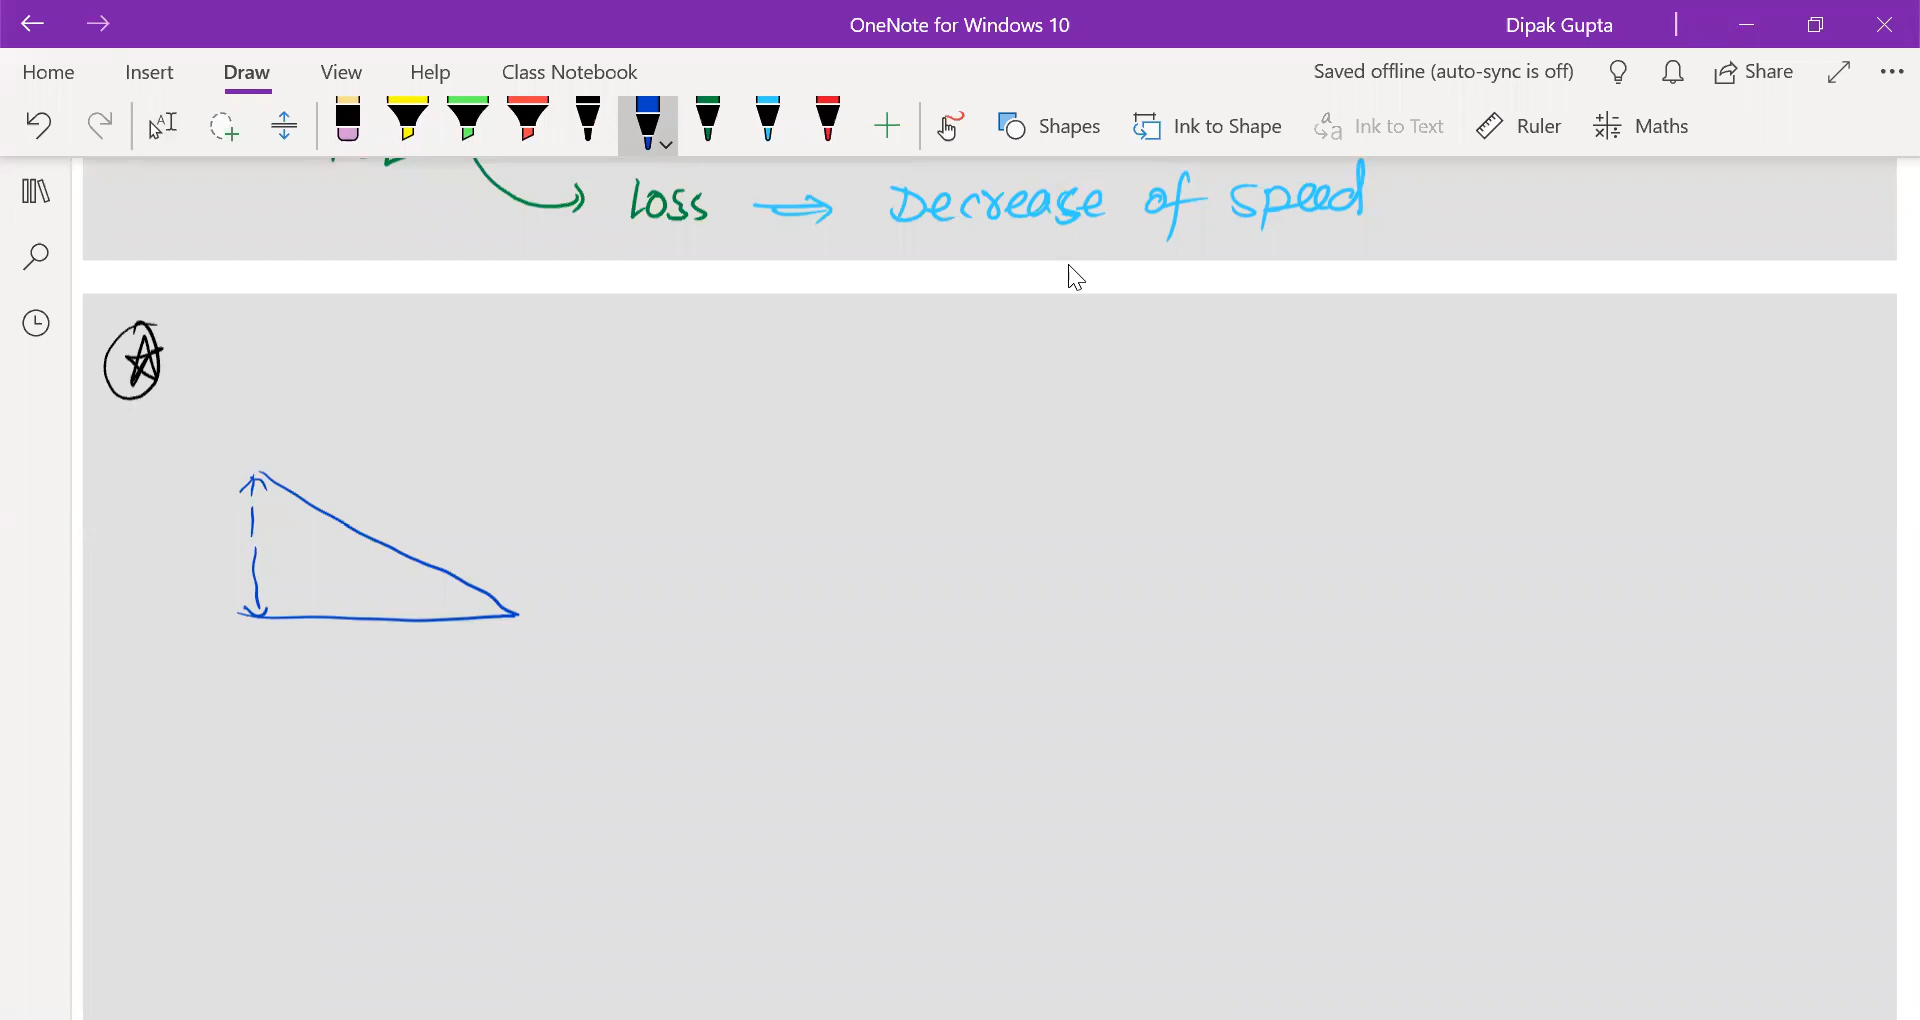 OneNote for Windows 10
Dipak Gupta
Home Insert Draw View Help Class Notebook
Saved offline (auto-sync is off) Share
Shapes Ink to Shape Ink to Text Ruler Maths
Loss → Decrease of speed